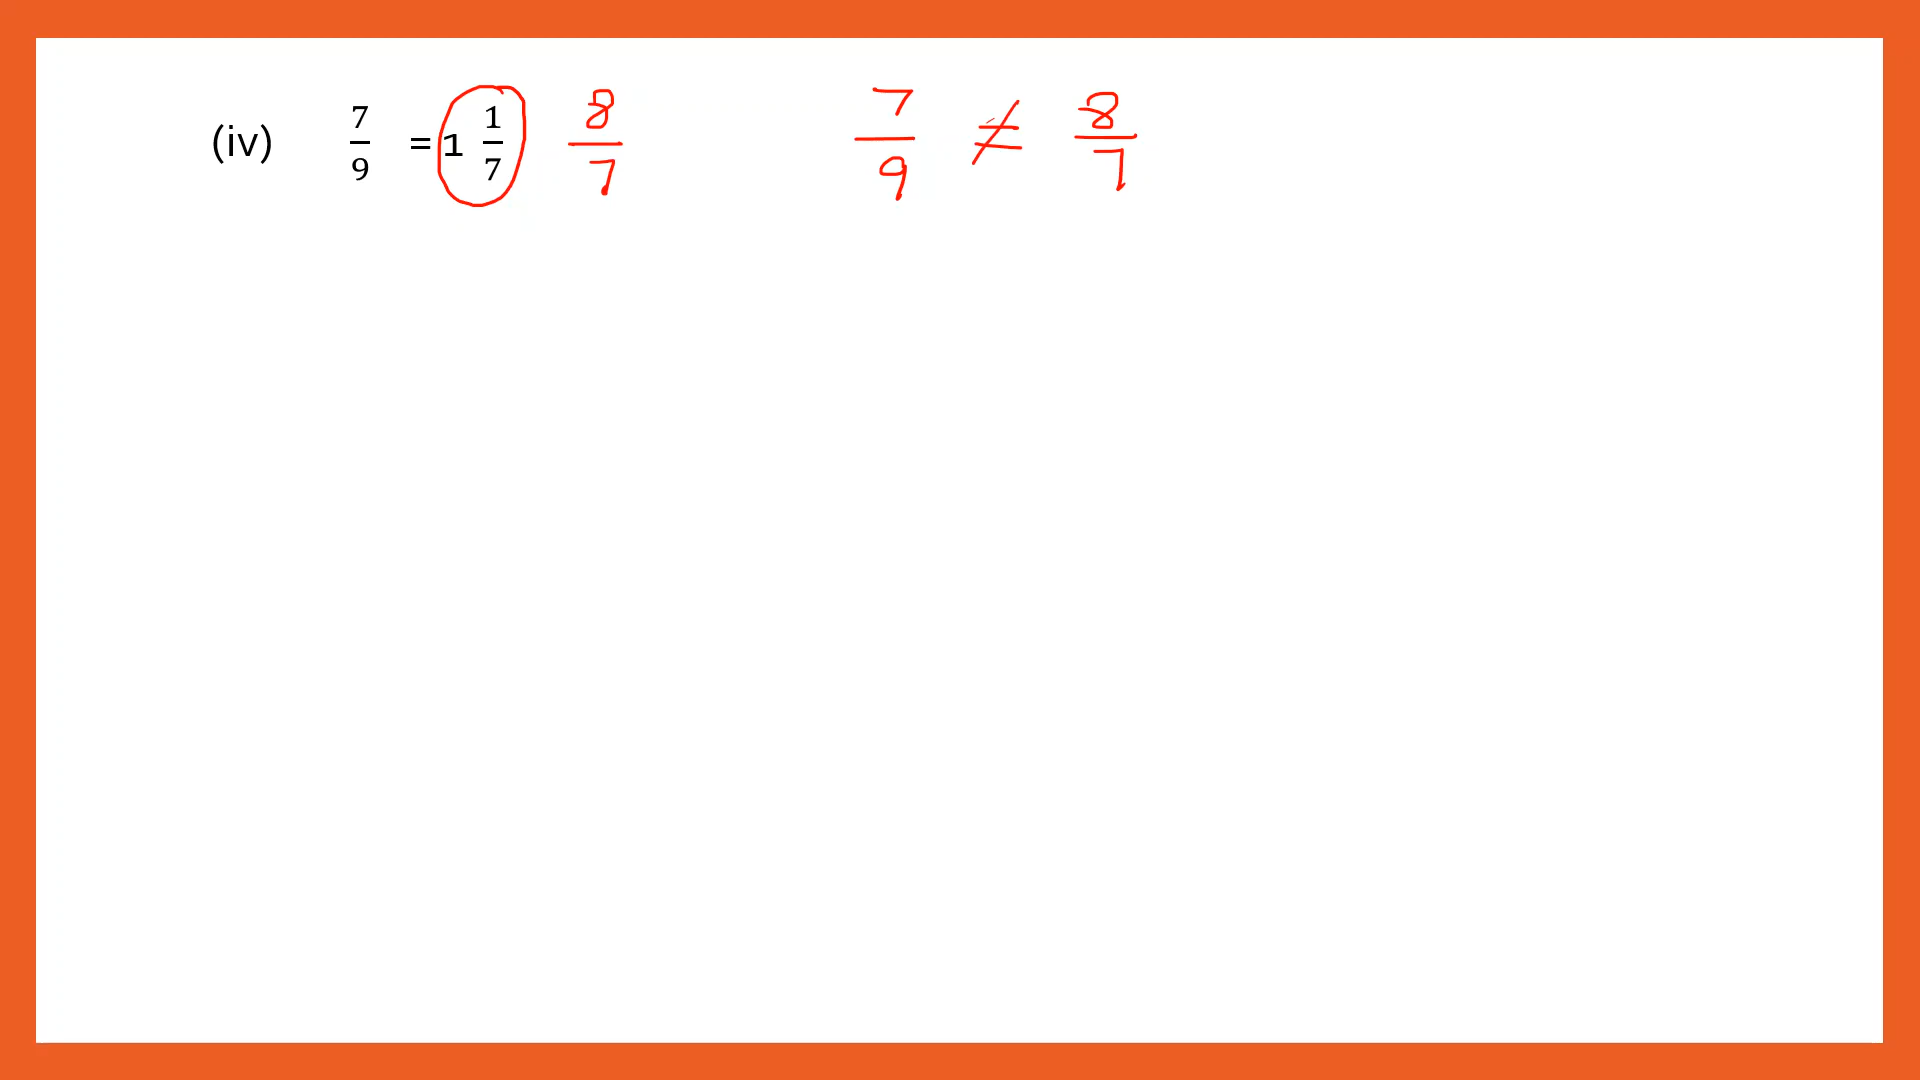 (iv) 7/9 = 1 1/7 8/7 7/9 ≠ 8/7